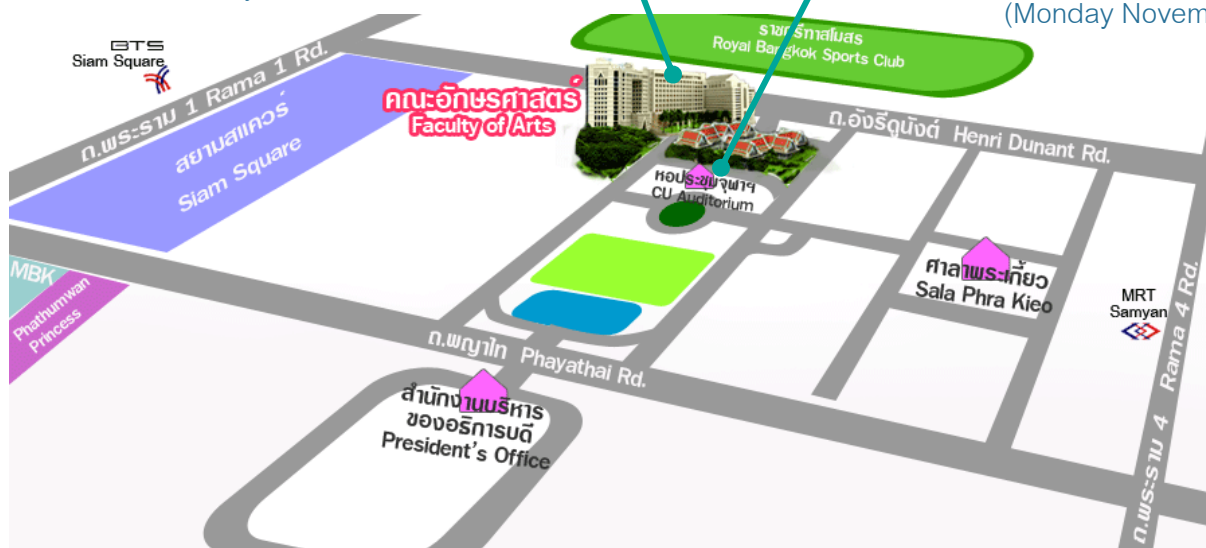 (Monday Novem
BTS
Siam Square
ราชกรีฑาสโมสร
Royal Bangkok Sports Club
ถ.พระราม 1 Rama 1 Rd.
คณะอักษรศาสตร์
Faculty of Arts
สยามสแควร์
Siam Square
ถ.อังรีดูนังต์ Henri Dunant Rd.
หอประชุมจุฬาฯ
CU Auditorium
ศาลาพระเกี้ยว
Sala Phra Kieo
MBK
Phathumwan
Princess
MRT
Samyan
ถ.พญาไท Phayathai Rd.
ถ.พระราม 4 Rama 4 Rd.
สำนักงานบริหาร
ของอธิการบดี
President's Office